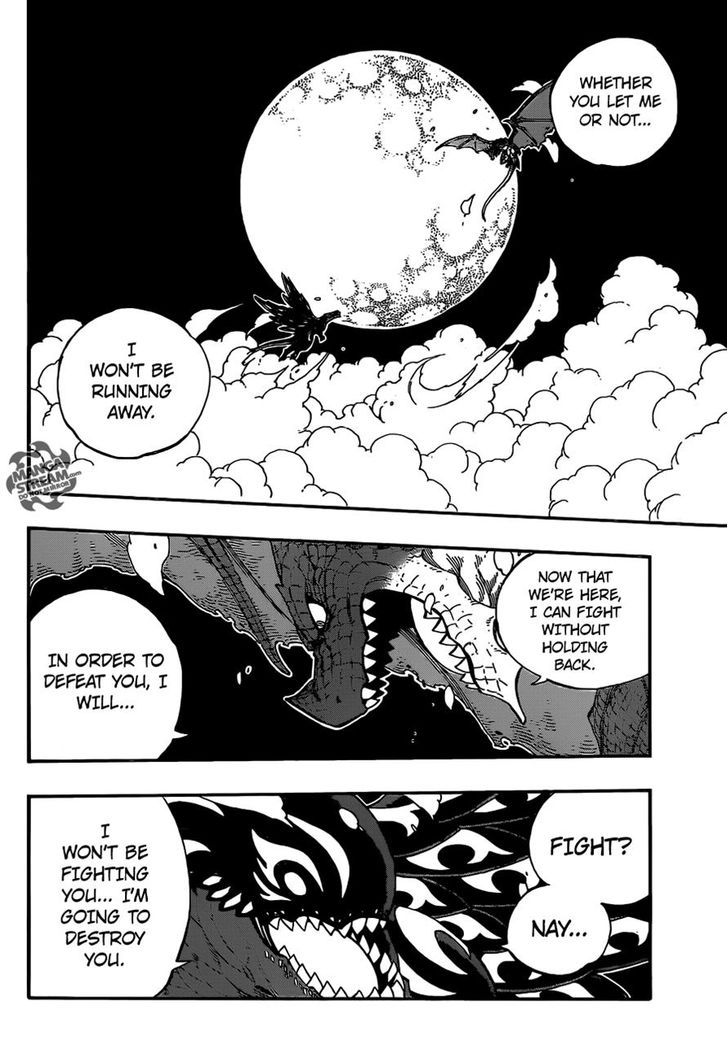 WHETHER
YOU LET ME
OR NOT...
I
WON'T BE
RUNNING
AWAY.
MANGA
STREAM.com
DO NOT MIRROR
NOW THAT
WE'RE HERE,
I CAN FIGHT
WITHOUT
HOLDING
BACK.
IN ORDER TO
DEFEAT YOU, I
WILL...
FIGHT?
NAY...
I
WON'T BE
FIGHTING
YOU... I'M
GOING TO
DESTROY
YOU.